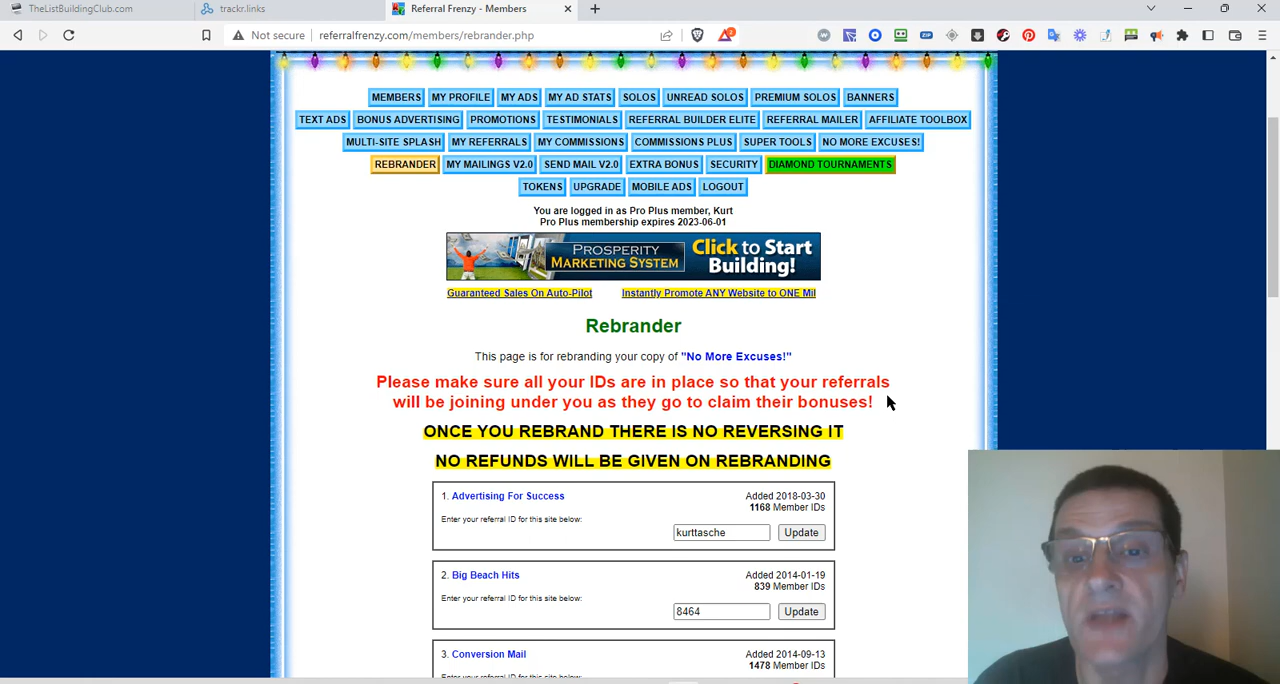 TheListBuildingClub.com
trackr.links
Referral Frenzy - Members
Not secure
referralfrenzy.com/members/rebrander.php
MEMBERS MY PROFILE MY ADS MY AD STATS SOLOS UNREAD SOLOS PREMIUM SOLOS BANNERS
TEXT ADS BONUS ADVERTISING PROMOTIONS TESTIMONIALS REFERRAL BUILDER ELITE REFERRAL MAILER AFFILIATE TOOLBOX
MULTI-SITE SPLASH MY REFERRALS MY COMMISSIONS COMMISSIONS PLUS SUPER TOOLS NO MORE EXCUSES!
REBRANDER MY MAILINGS V2.0 SEND MAIL V2.0 EXTRA BONUS SECURITY DIAMOND TOURNAMENTS
TOKENS UPGRADE MOBILE ADS LOGOUT
You are logged in as Pro Plus member, Kurt
Pro Plus membership expires 2023-06-01
PROSPERITY
MARKETING SYSTEM
Click to Start
Building!
Guaranteed Sales On Auto-Pilot
Instantly Promote ANY Website to ONE Mil
Rebrander
This page is for rebranding your copy of "No More Excuses!"
Please make sure all your IDs are in place so that your referrals
will be joining under you as they go to claim their bonuses!
ONCE YOU REBRAND THERE IS NO REVERSING IT
NO REFUNDS WILL BE GIVEN ON REBRANDING
1. Advertising For Success
Added 2018-03-30
1168 Member IDs
Enter your referral ID for this site below:
kurttasche Update
2. Big Beach Hits
Added 2014-01-19
839 Member IDs
Enter your referral ID for this site below:
8464 Update
3. Conversion Mail
Added 2014-09-13
1478 Member IDs
Enter your referral ID for this site below: